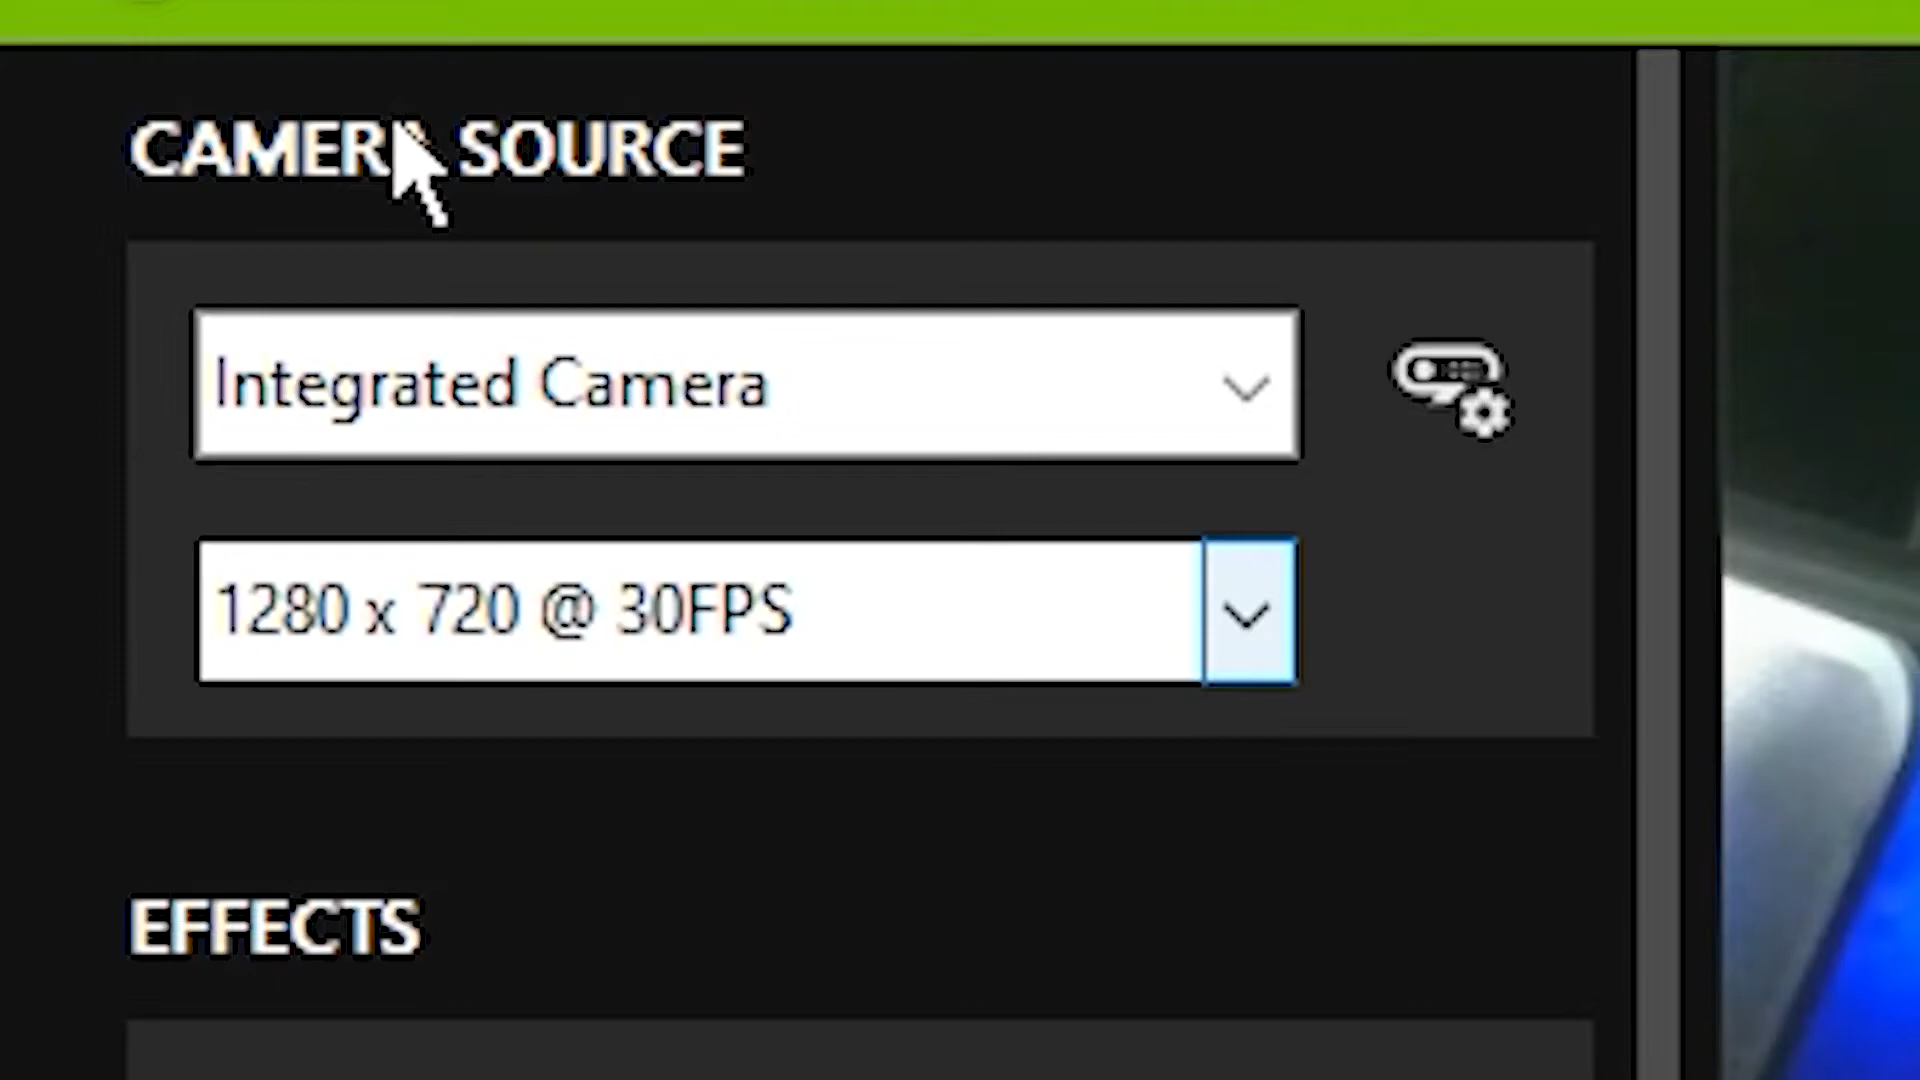 CAMERA SOURCE
Integrated Camera
1280 x 720 @ 30FPS
EFFECTS